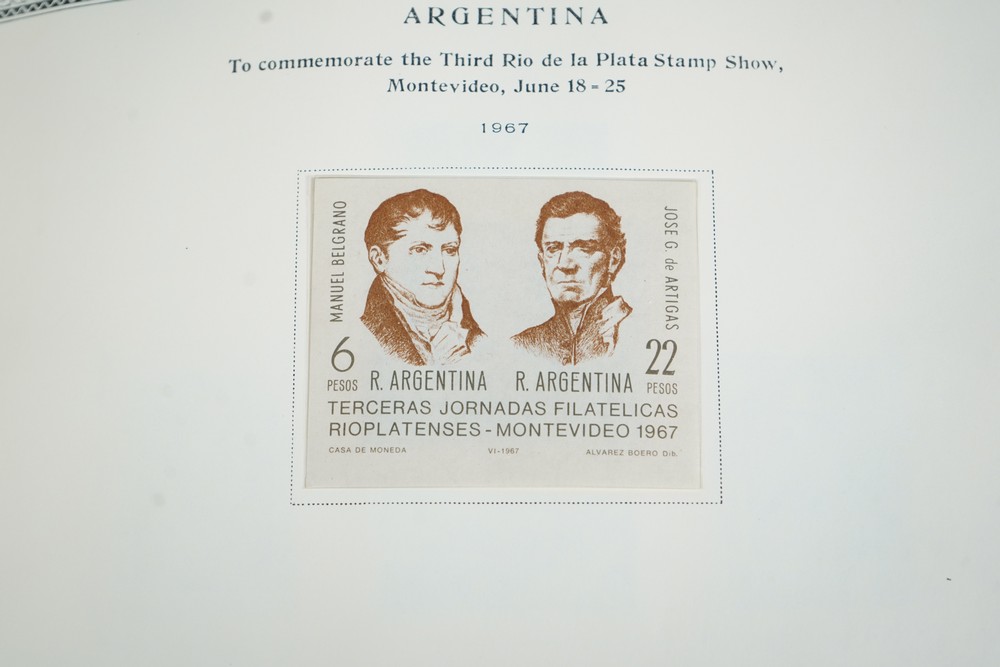 ARGENTINA
To commemorate the Third Rio de la Plata Stamp Show,
Montevideo, June 18-25
1967
MANUEL BELGRANO
JOSE G. de ARTIGAS
6
PESOS
R. ARGENTINA
R. ARGENTINA
22
PESOS
TERCERAS JORNADAS FILATELICAS
RIOPLATENSES - MONTEVIDEO 1967
CASA DE MONEDA
VI-1967
ALVAREZ BOERO Dib.